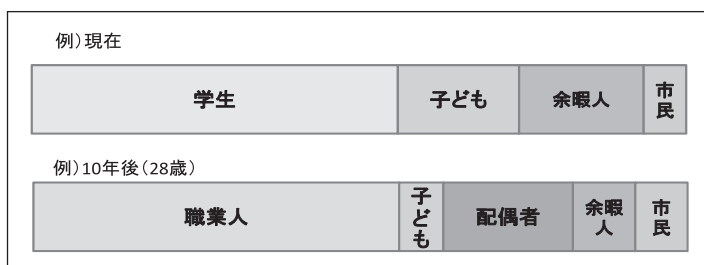 例)現在
学生 子ども 余暇人 市民
例)10年後(28歳)
職業人 子ども 配偶者 余暇人 市民